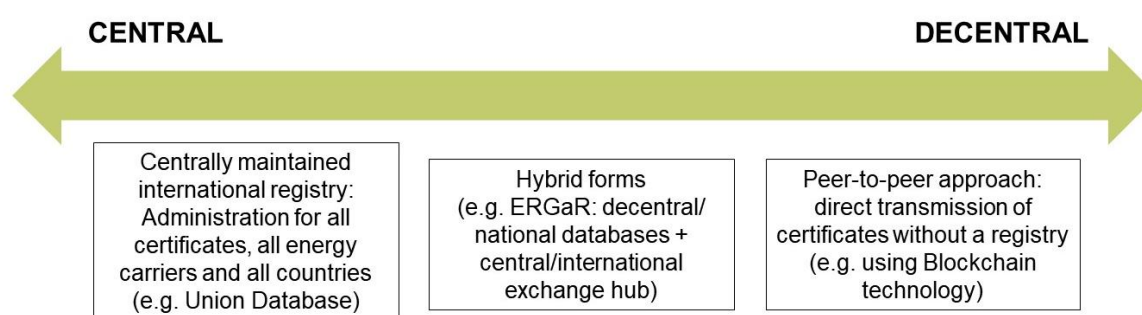 CENTRAL
DECENTRAL
Centrally maintained
international registry:
Administration for all
certificates, all energy
carriers and all countries
(e.g. Union Database)
Hybrid forms
(e.g. ERGaR: decentral/
national databases +
central/international
exchange hub)
Peer-to-peer approach:
direct transmission of
certificates without a registry
(e.g. using Blockchain
technology)